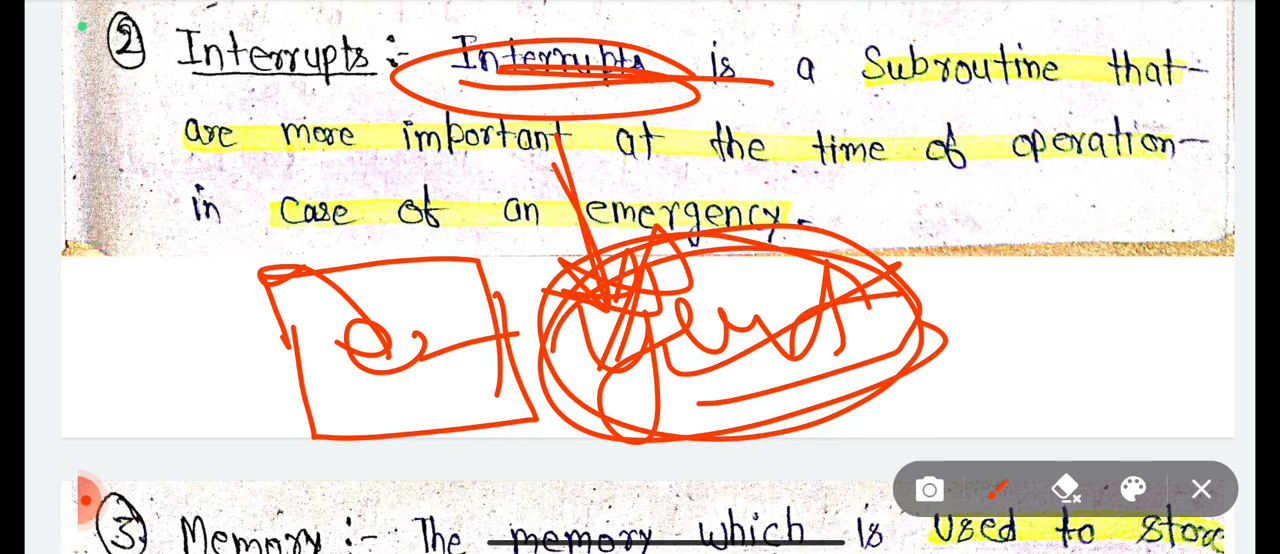 ② Interrupts :- Interrupts is a Subroutine that
are more important at the time of operation
in case of an emergency.
③ Memory :- The memory which is used to store